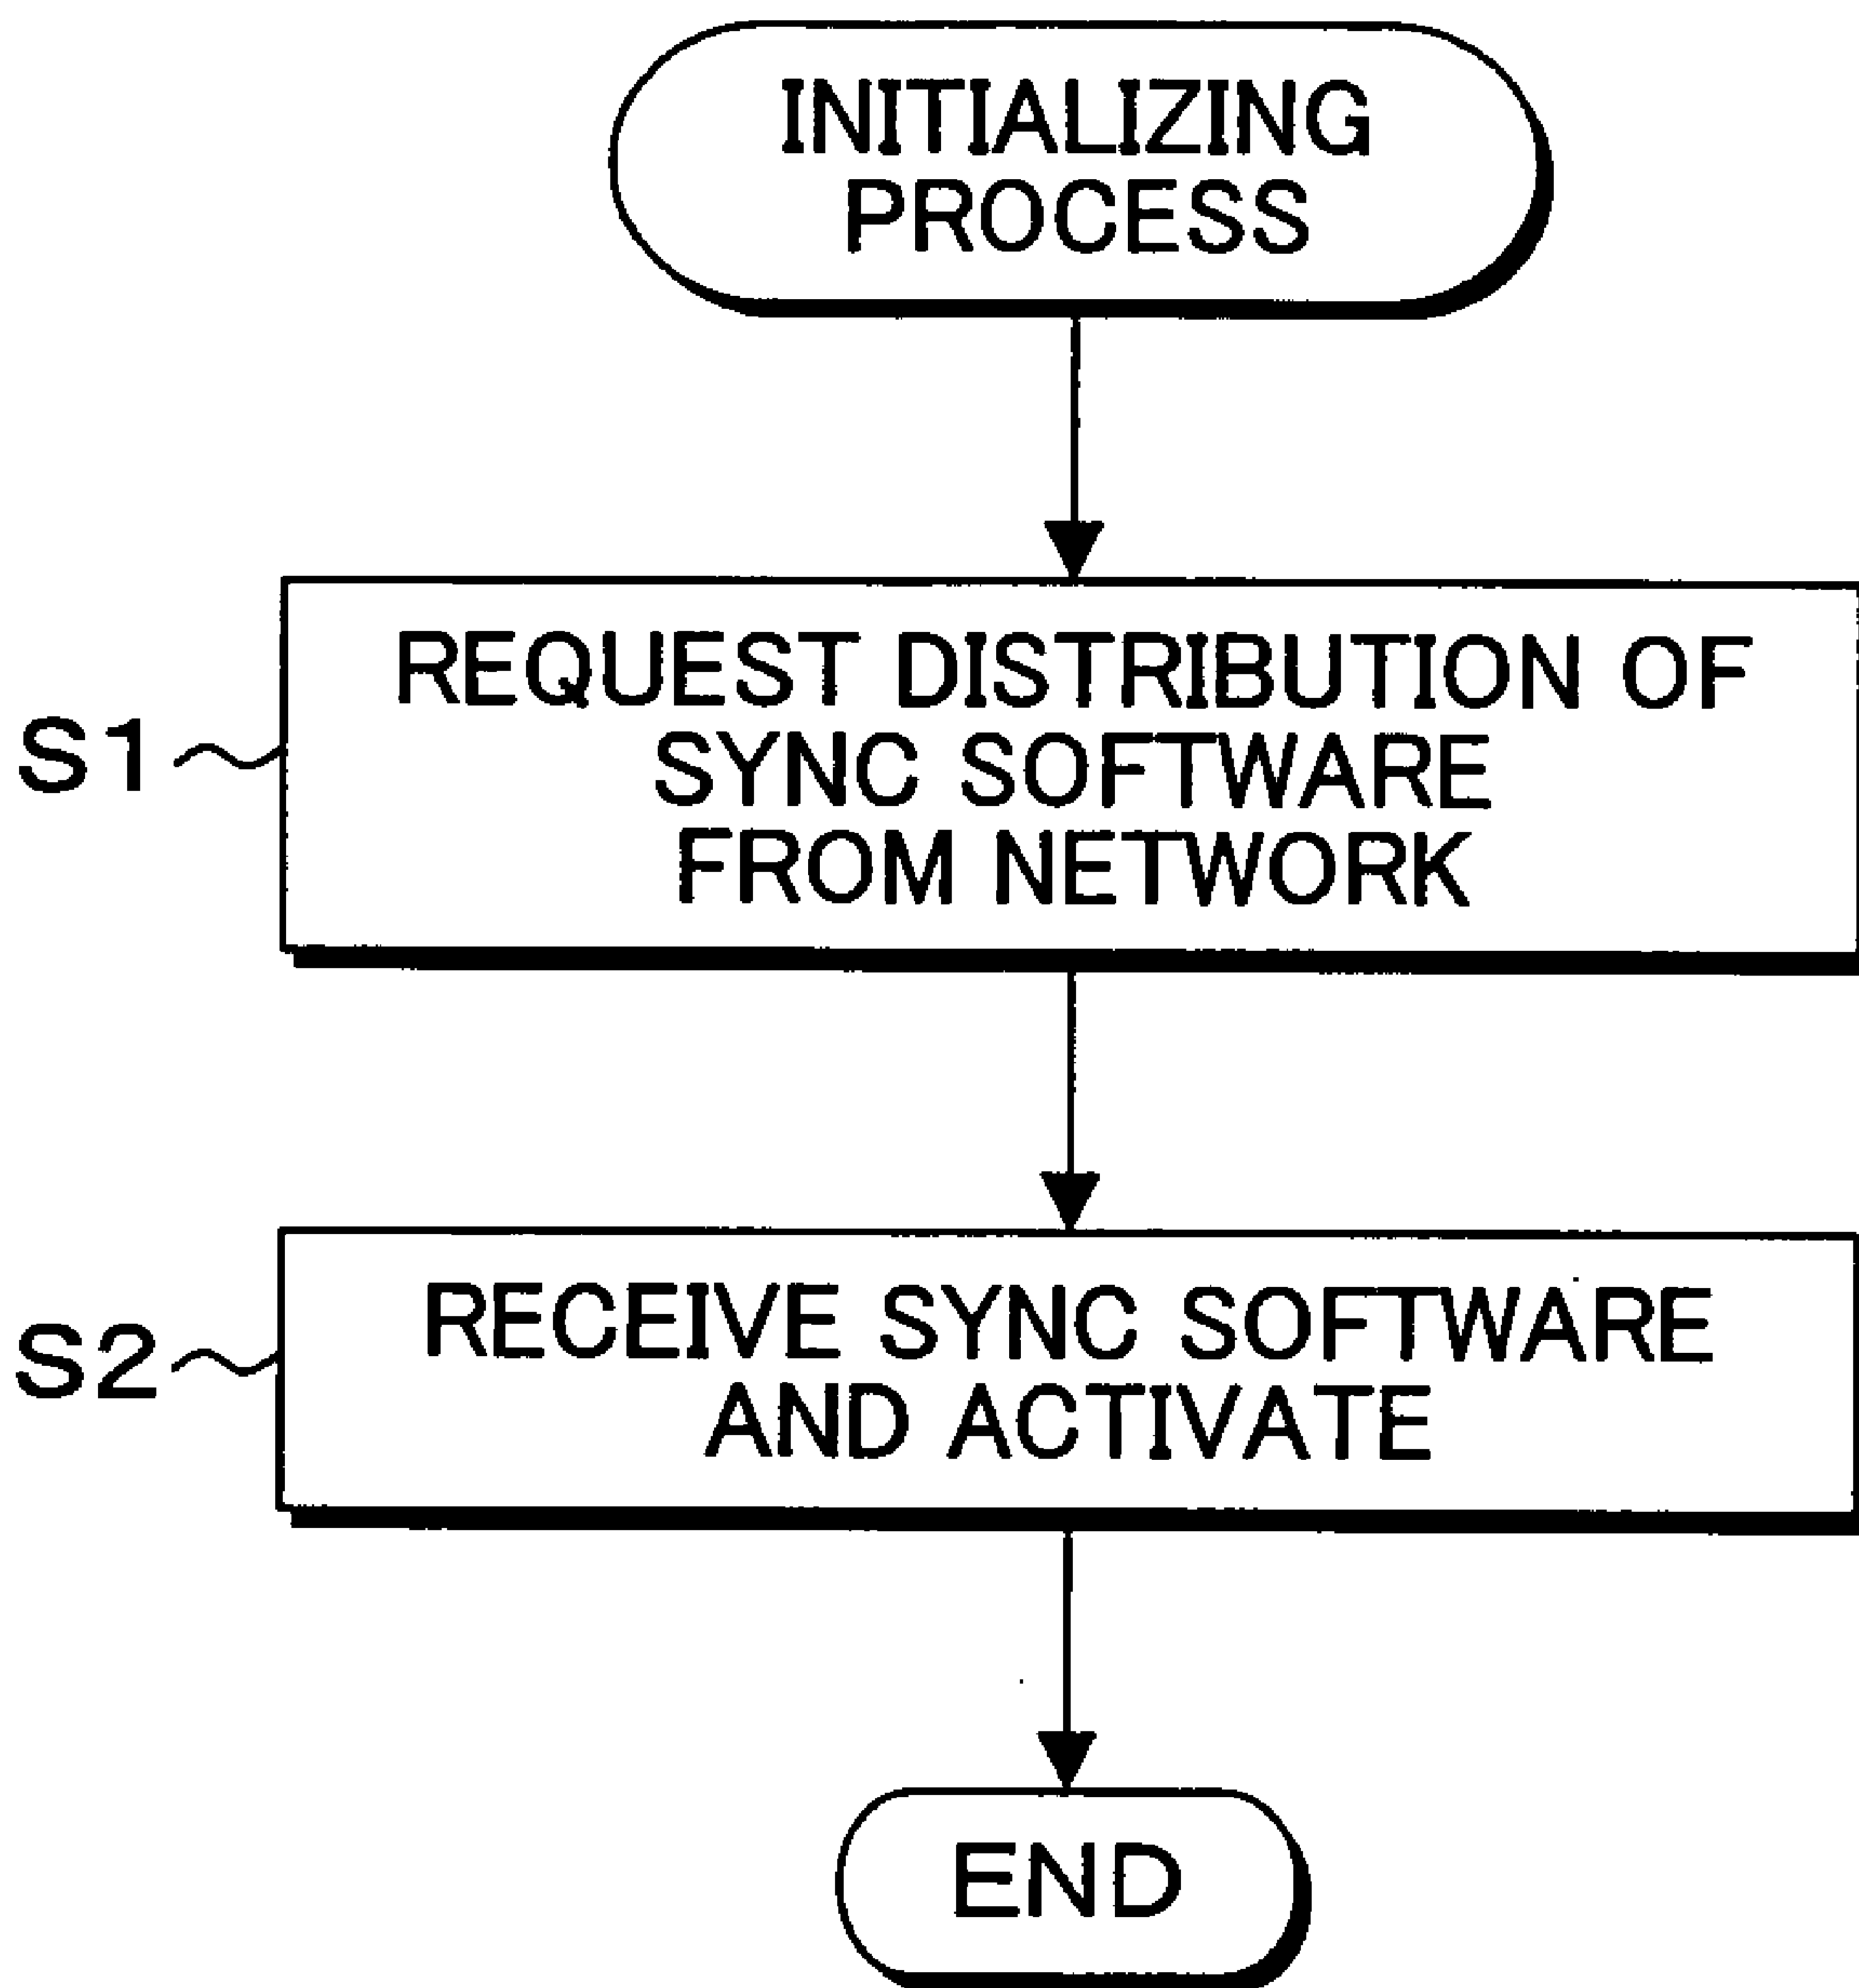 INITIALIZING
PROCESS
REQUEST DISTRIBUTION OF
SYNC SOFTWARE
FROM NETWORK
S1
RECEIVE SYNC SOFTWARE
AND ACTIVATE
S2
END